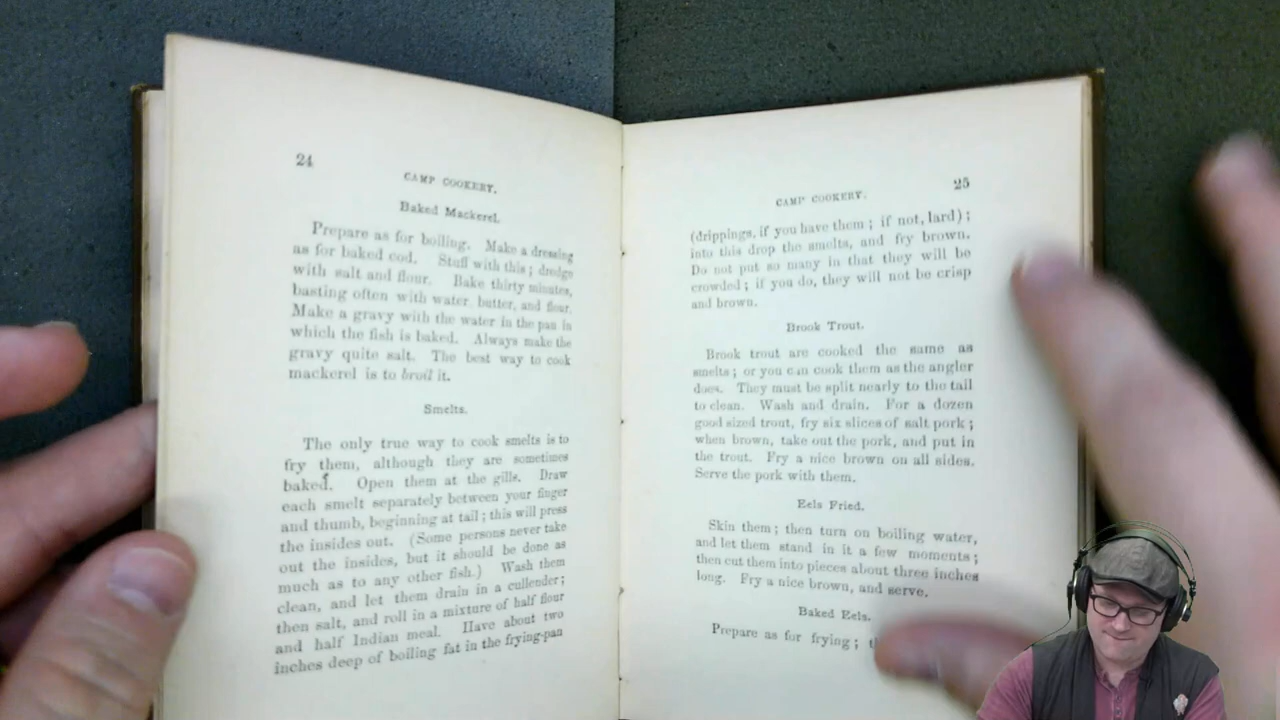 24
CAMP COOKERY.
Baked Mackerel.
Prepare as for boiling. Make a dressing
as for baked cod. Stuff with this; dredge
with salt and flour. Bake thirty minutes,
basting often with water, butter, and flour.
Make a gravy with the water in the pan in
which the fish is baked. Always make the
gravy quite salt. The best way to cook
mackerel is to broil it.
Smelts.
The only true way to cook smelts is to
fry them, although they are sometimes
baked. Open them at the gills. Draw
each smelt separately between your finger
and thumb, beginning at tail; this will press
the insides out. (Some persons never take
out the insides, but it should be done as
much as to any other fish.) Wash them
clean, and let them drain in a cullender;
then salt, and roll in a mixture of half flour
and half Indian meal. Have about two
inches deep of boiling fat in the frying-pan
CAMP COOKERY.
25
(drippings, if you have them; if not, lard);
into this drop the smelts, and fry brown.
Do not put so many in that they will be
crowded; if you do, they will not be crisp
and brown.
Brook Trout.
Brook trout are cooked the same as
smelts; or you can cook them as the angler
does. They must be split nearly to the tail
to clean. Wash and drain. For a dozen
good sized trout, fry six slices of salt pork;
when brown, take out the pork, and put in
the trout. Fry a nice brown on all sides.
Serve the pork with them.
Eels Fried.
Skin them; then turn on boiling water,
and let them stand in it a few moments;
then cut them into pieces about three inches
long. Fry a nice brown, and serve.
Baked Eels.
Prepare as for frying;